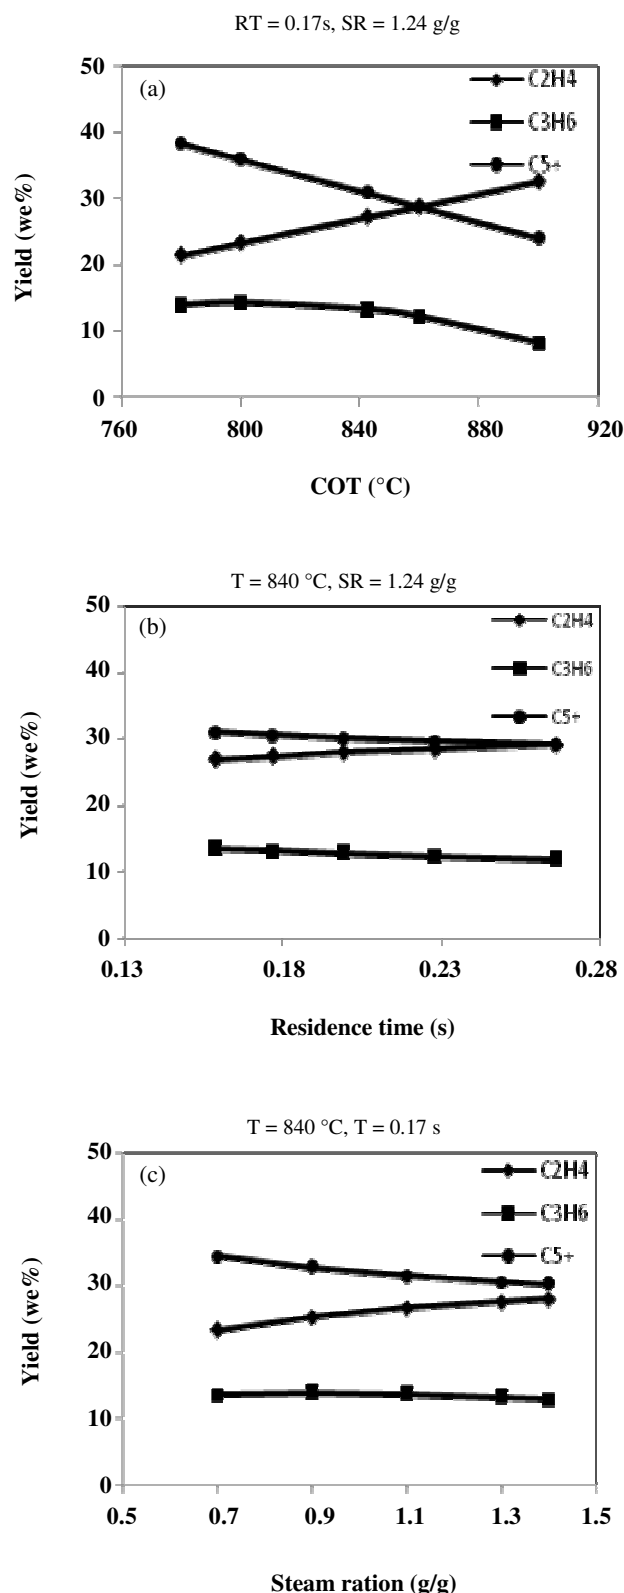 RT = 0.17s, SR = 1.24 g/g
50
(a)
C2H4
40
C3H6
C5+
30
Yield (we%)
20
10
0
760
800
840
880
920
COT (°C)
T = 840 °C, SR = 1.24 g/g
50
(b)
C2H4
40
C3H6
C5+
30
Yield (we%)
20
10
0
0.13
0.18
0.23
0.28
Residence time (s)
T = 840 °C, T = 0.17 s
50
(c)
C2H4
40
C3H6
C5+
30
Yield (we%)
20
10
0
0.5
0.7
0.9
1.1
1.3
1.5
Steam ration (g/g)